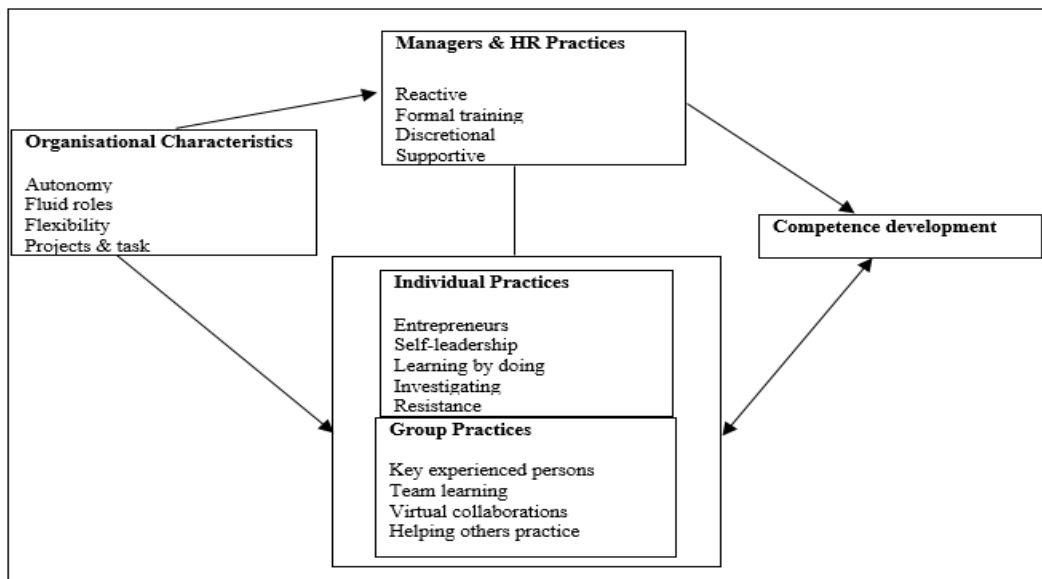 Managers & HR Practices
Reactive
Formal training
Discretional
Supportive
Organisational Characteristics
Autonomy
Fluid roles
Flexibility
Projects & task
Competence development
Individual Practices
Entrepreneurs
Self-leadership
Learning by doing
Investigating
Resistance
Group Practices
Key experienced persons
Team learning
Virtual collaborations
Helping others practice